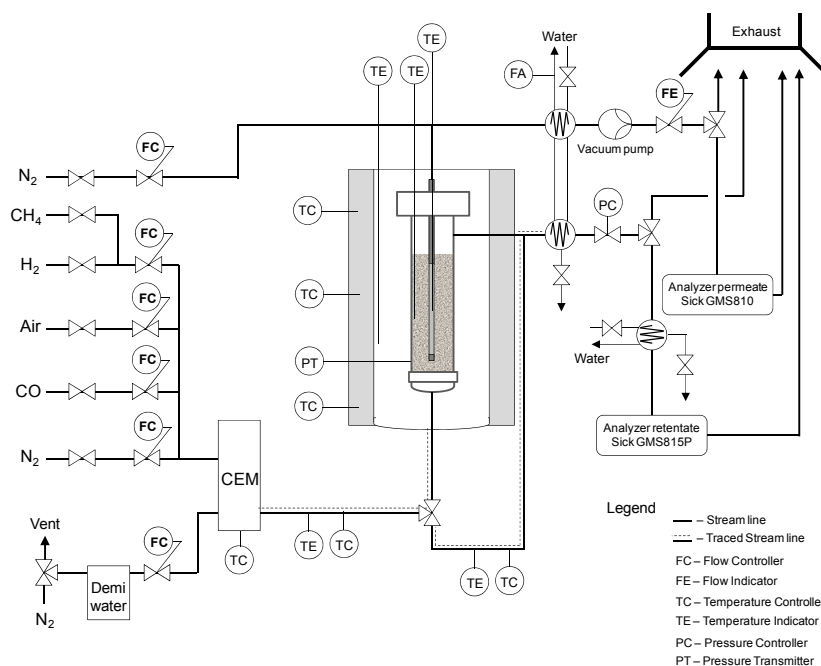 Exhaust
TE
Water
TE
TE
FA
FE
FC
Vacuum pump
N₂
CH₄
TC
PC
FC
H₂
FC
TC
Analyzer permeate
Sick GMS810
Air
FC
PT
Water
CO
TC
FC
Analyzer retentate
Sick GMS815P
N₂
CEM
Legend
Vent
– Stream line
FC
– Traced Stream line
TE
TC
TC
FC – Flow Controller
TE
TC
FE – Flow Indicator
Demi
water
TC – Temperature Controlle
N₂
TE – Temperature Indicator
PC – Pressure Controller
PT – Pressure Transmitter